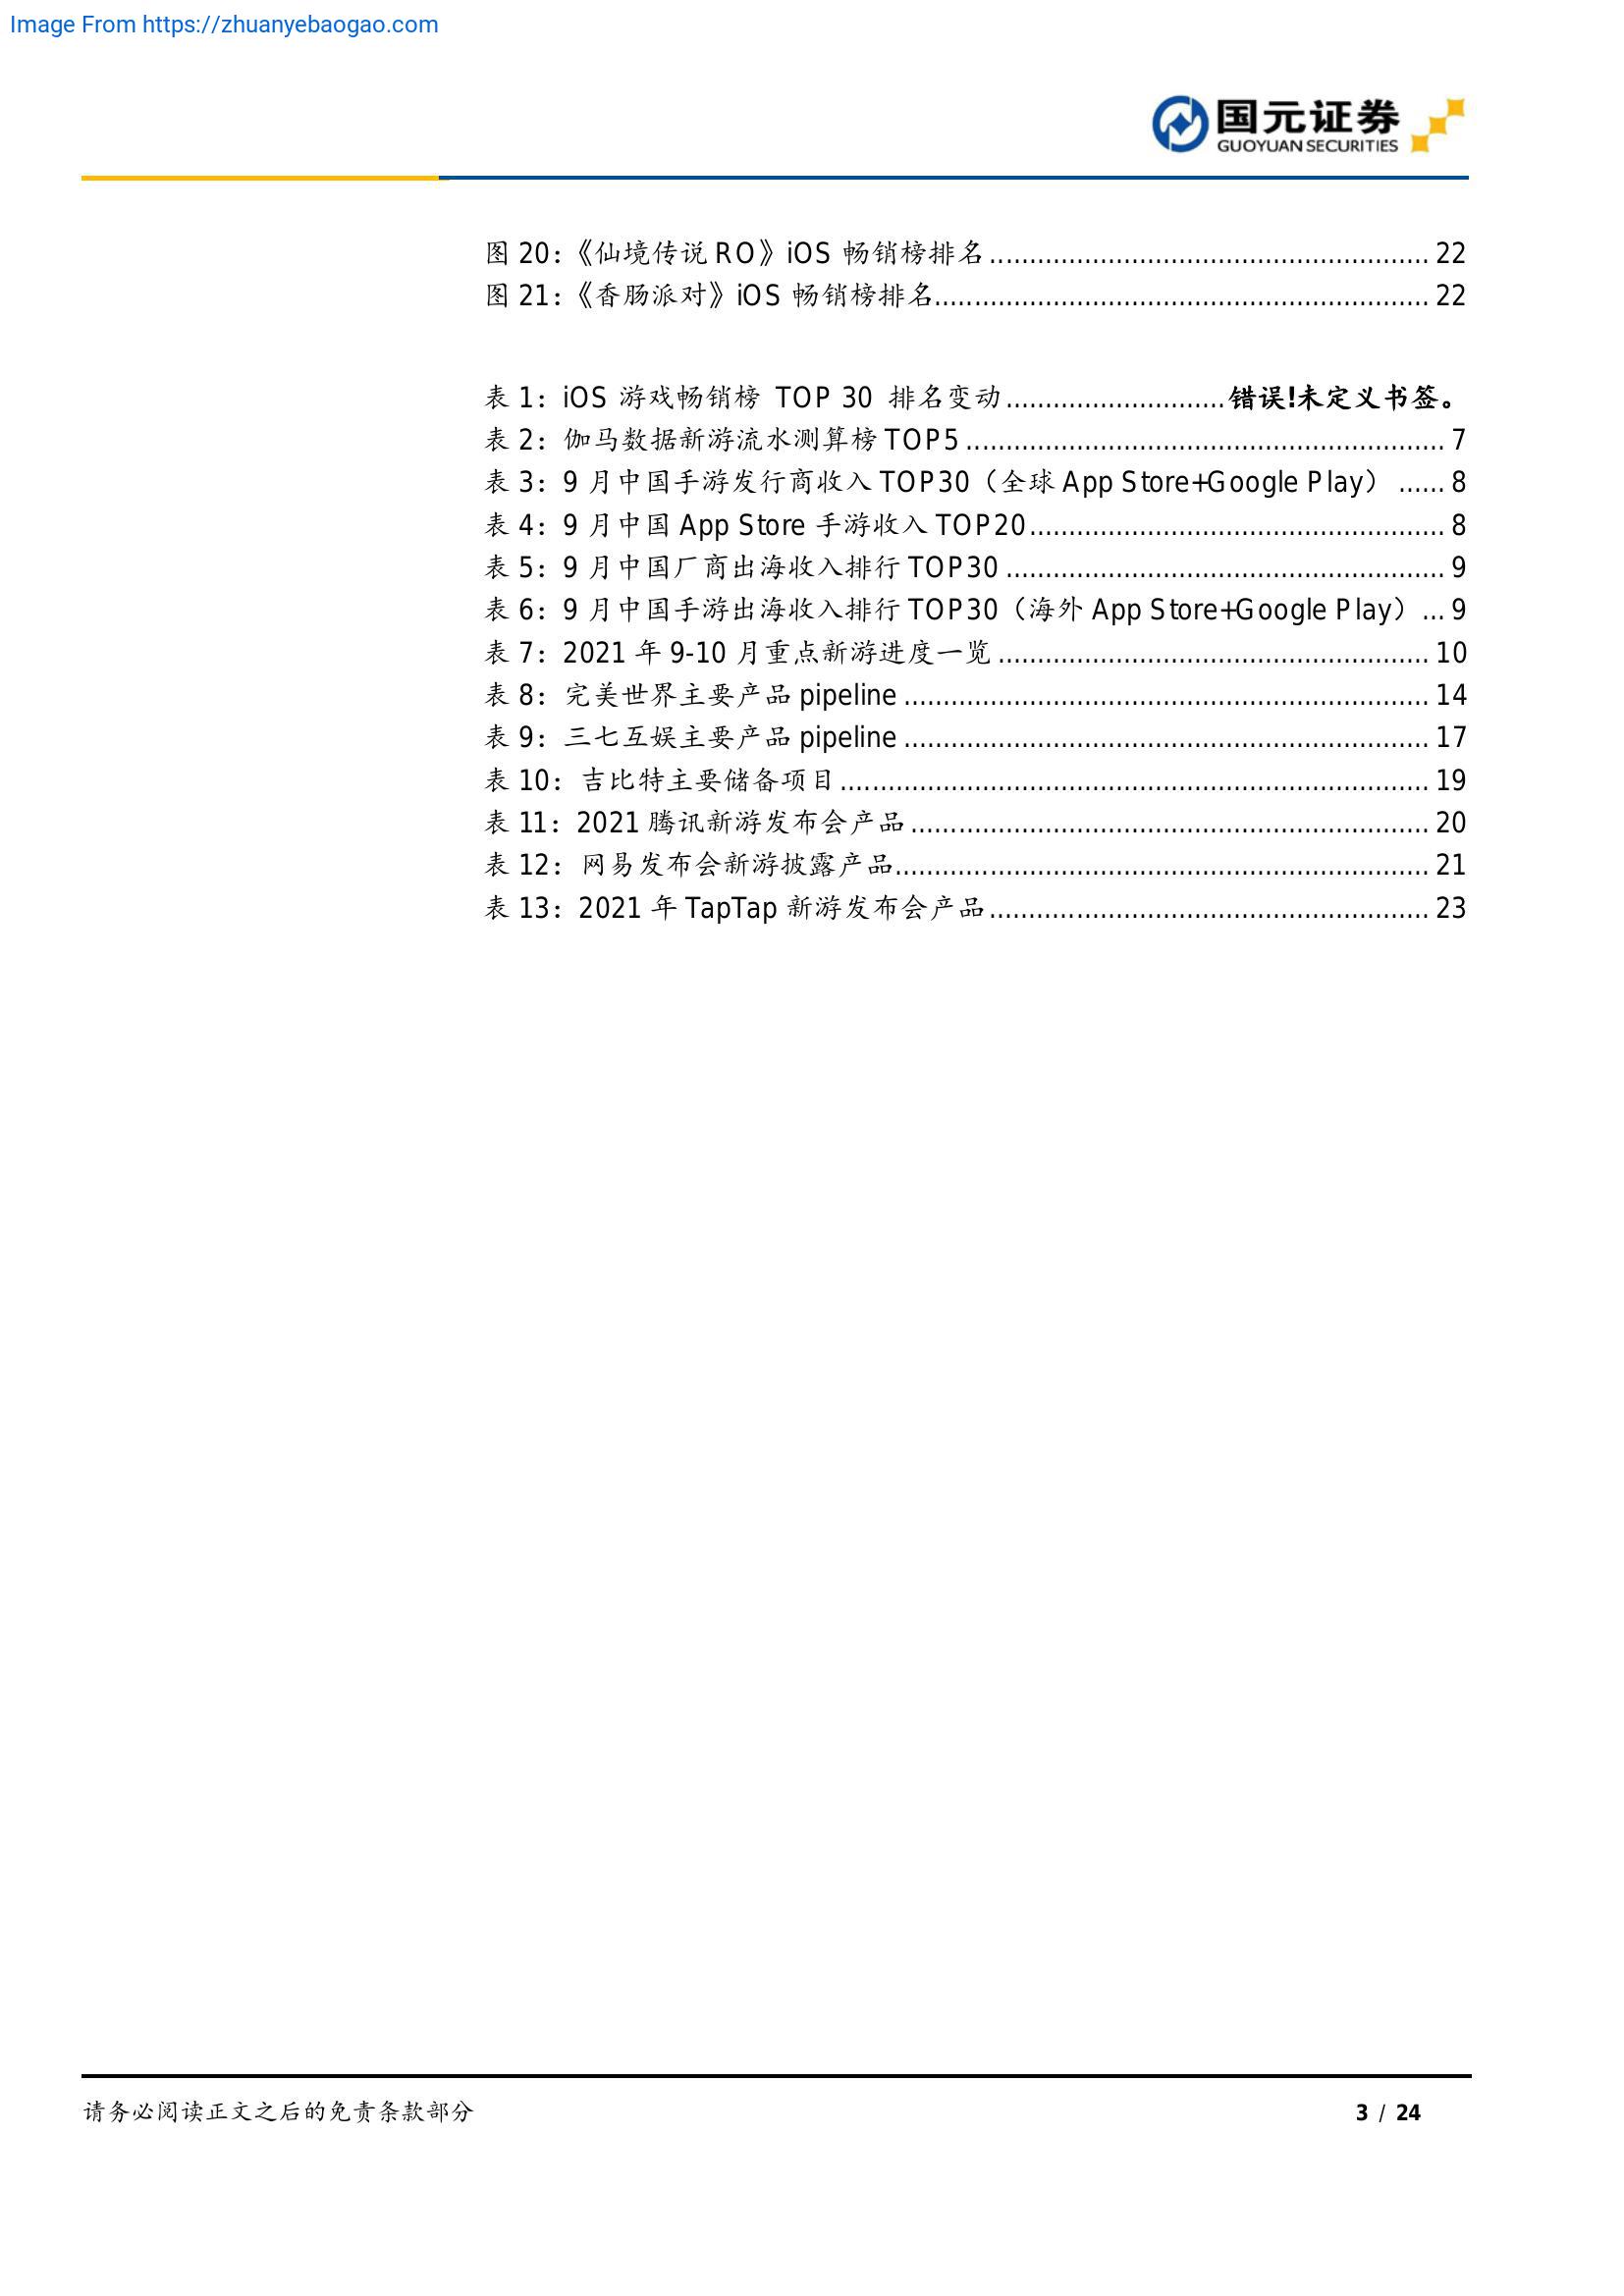 Image From https://zhuanyebaogao.com
国元证券
GUOYUAN SECURITIES
图 20：《仙境传说 RO》iOS 畅销榜排名........................................................ 22
图 21：《香肠派对》iOS 畅销榜排名............................................................... 22
表 1：iOS 游戏畅销榜 TOP 30 排名变动............................错误!未定义书签。
表 2：伽马数据新游流水测算榜 TOP5............................................................. 7
表 3：9 月中国手游发行商收入 TOP30（全球 App Store+Google Play） ...... 8
表 4：9 月中国 App Store 手游收入 TOP20..................................................... 8
表 5：9 月中国厂商出海收入排行 TOP30 ........................................................ 9
表 6：9 月中国手游出海收入排行 TOP30（海外 App Store+Google Play）... 9
表 7：2021 年 9-10 月重点新游进度一览....................................................... 10
表 8：完美世界主要产品 pipeline ................................................................... 14
表 9：三七互娱主要产品 pipeline ................................................................... 17
表 10：吉比特主要储备项目........................................................................... 19
表 11：2021 腾讯新游发布会产品.................................................................. 20
表 12：网易发布会新游披露产品.................................................................... 21
表 13：2021 年 TapTap 新游发布会产品........................................................ 23
请务必阅读正文之后的免责条款部分
3 / 24